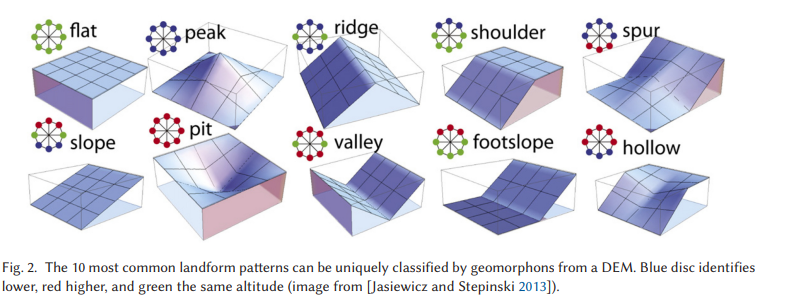 flat
peak
ridge
shoulder
spur
slope
pit
valley
footslope
hollow
Fig. 2. The 10 most common landform patterns can be uniquely classified by geomorphons from a DEM. Blue disc identifies
lower, red higher, and green the same altitude (image from [Jasiewicz and Stepinski 2013]).